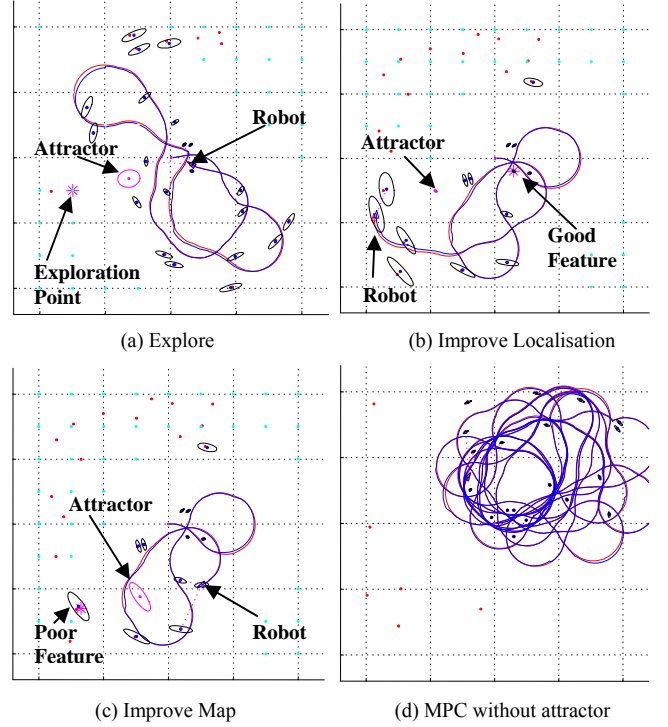 Robot
Attractor
Exploration
Point
(a) Explore
Attractor
Good
Feature
Robot
(b) Improve Localisation
Attractor
Poor
Feature
Robot
(c) Improve Map
(d) MPC without attractor